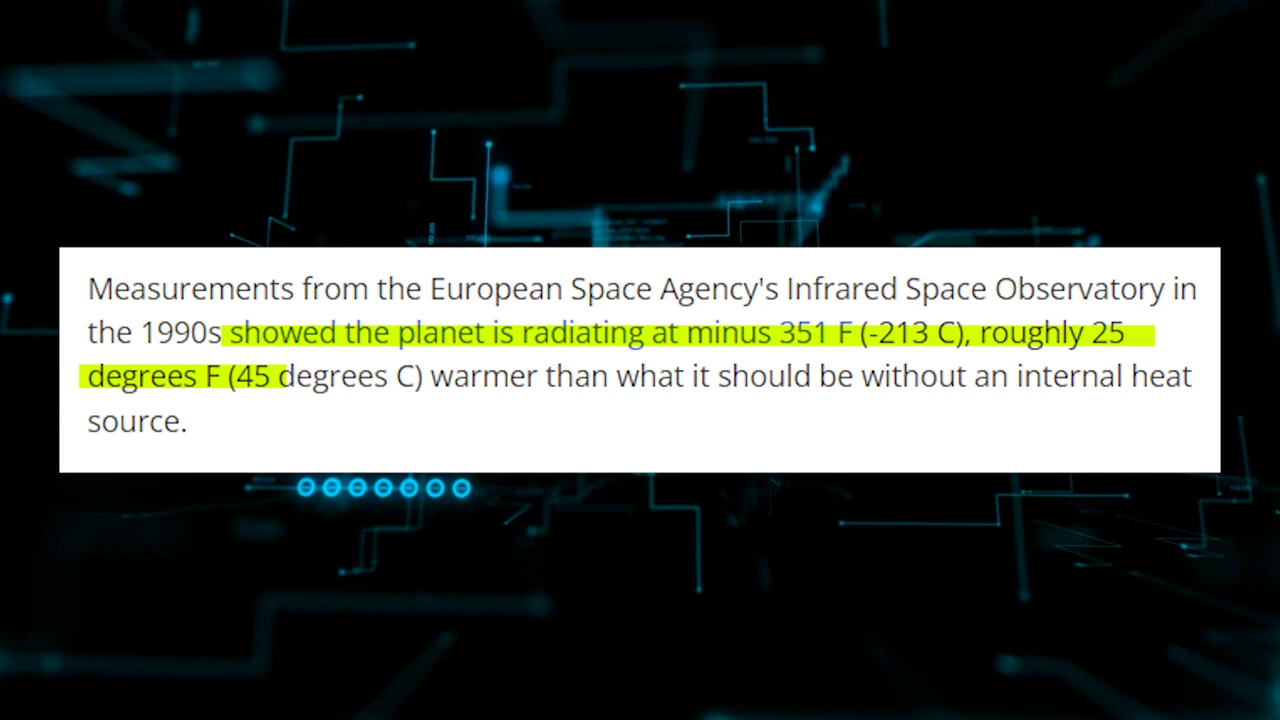 Measurements from the European Space Agency's Infrared Space Observatory in
the 1990s showed the planet is radiating at minus 351 F (-213 C), roughly 25
degrees F (45 degrees C) warmer than what it should be without an internal heat
source.